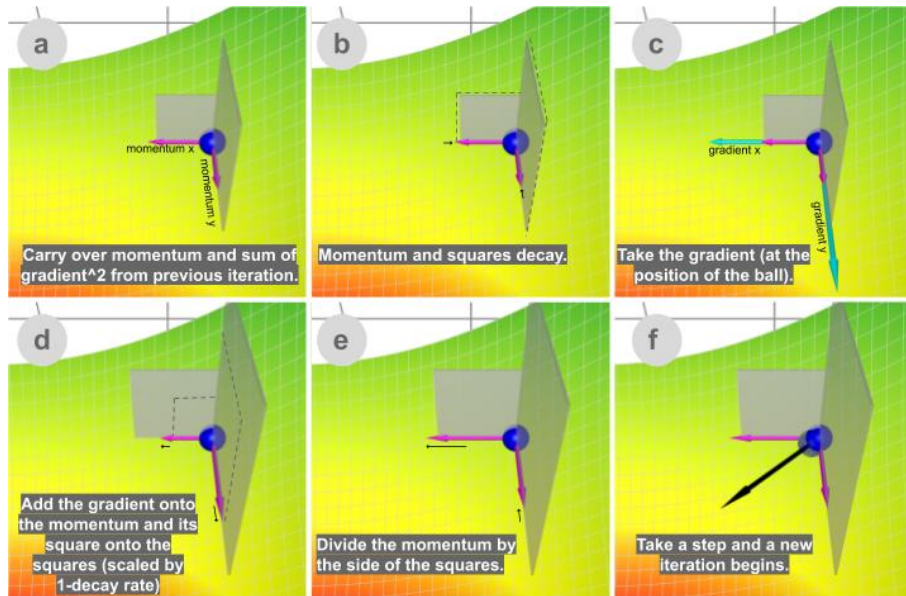 a
momentum x
momentum y
Carry over momentum and sum of
gradient^2 from previous iteration.
b
Momentum and squares decay.
c
gradient x
gradient y
Take the gradient (at the
position of the ball).
d
Add the gradient onto
the momentum and its
square onto the
squares (scaled by
1-decay rate)
e
Divide the momentum by
the side of the squares.
f
Take a step and a new
iteration begins.